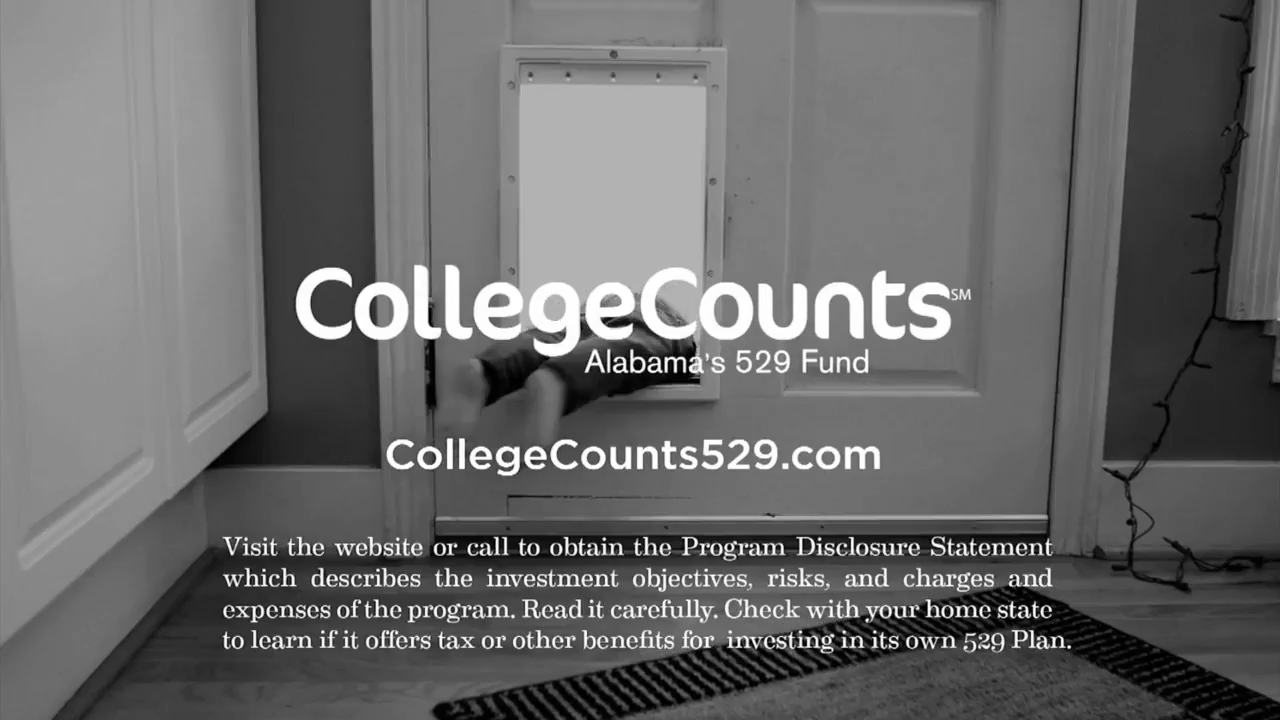 CollegeCounts℠
Alabama's 529 Fund
CollegeCounts529.com
Visit the website or call to obtain the Program Disclosure Statement
which describes the investment objectives, risks, and charges and
expenses of the program. Read it carefully. Check with your home state
to learn if it offers tax or other benefits for investing in its own 529 Plan.